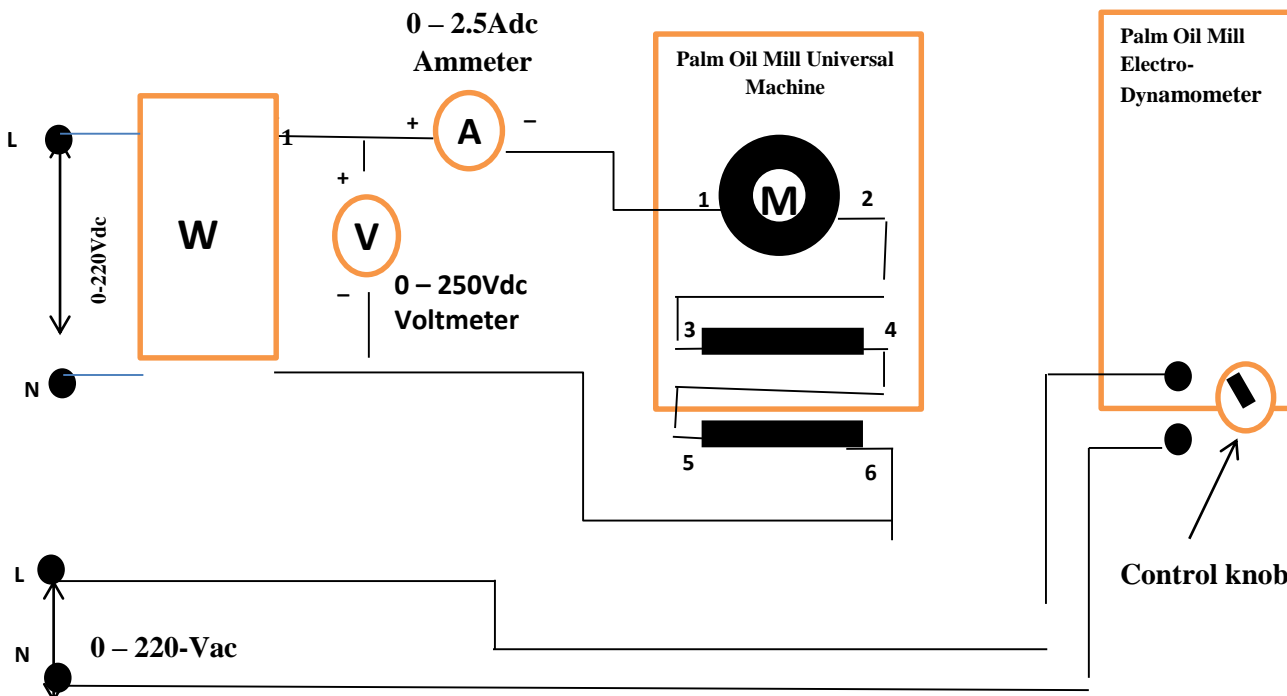 0 – 2.5Adc
Ammeter
Palm Oil Mill Universal
Machine
Palm Oil Mill
Electro-
Dynamometer
L
1
+
A
–
W
0-220Vdc
+
V
–
0 – 250Vdc
Voltmeter
1
M
2
3
4
N
5
6
L
Control knob
N
0 – 220-Vac